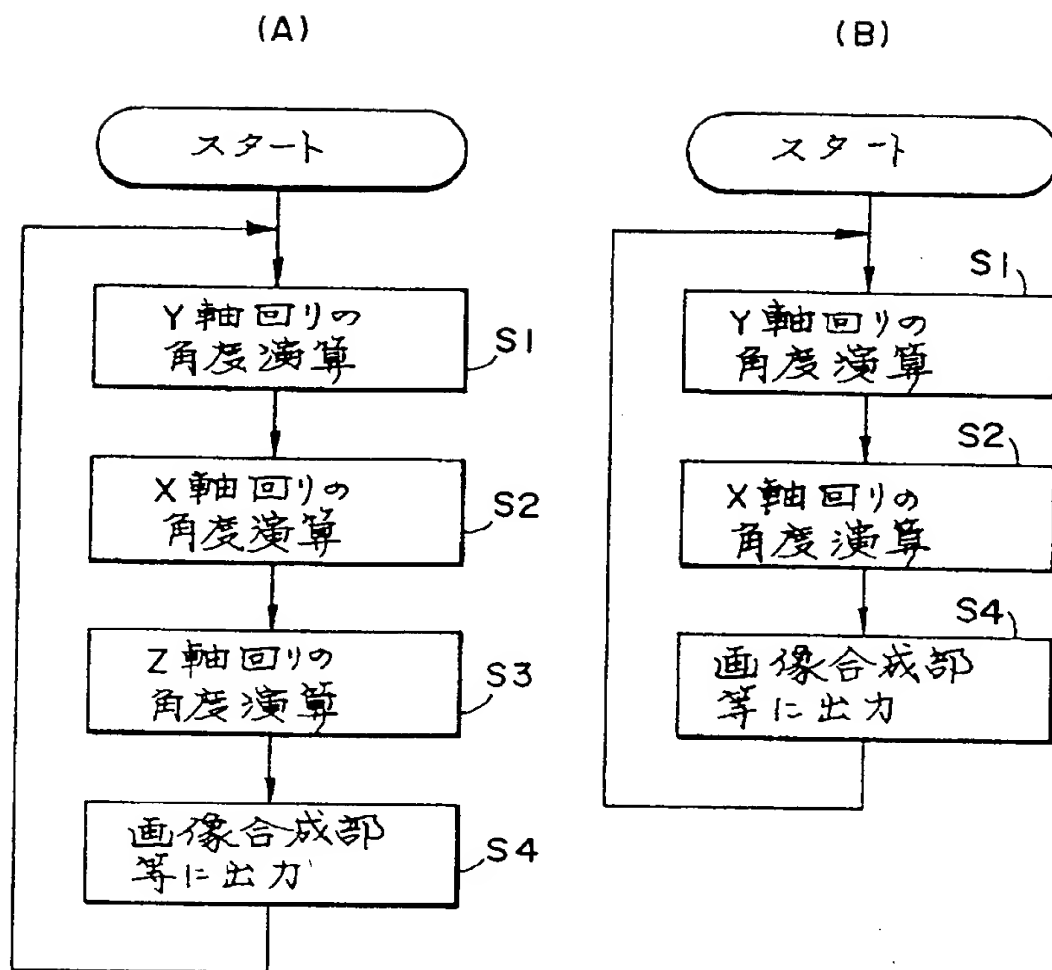 (A)
スタート
Y軸回りの
角度演算
S1
X軸回りの
角度演算
S2
Z軸回りの
角度演算
S3
画像合成部
等に出力
S4
(B)
スタート
S1
Y軸回りの
角度演算
S2
X軸回りの
角度演算
S4
画像合成部
等に出力